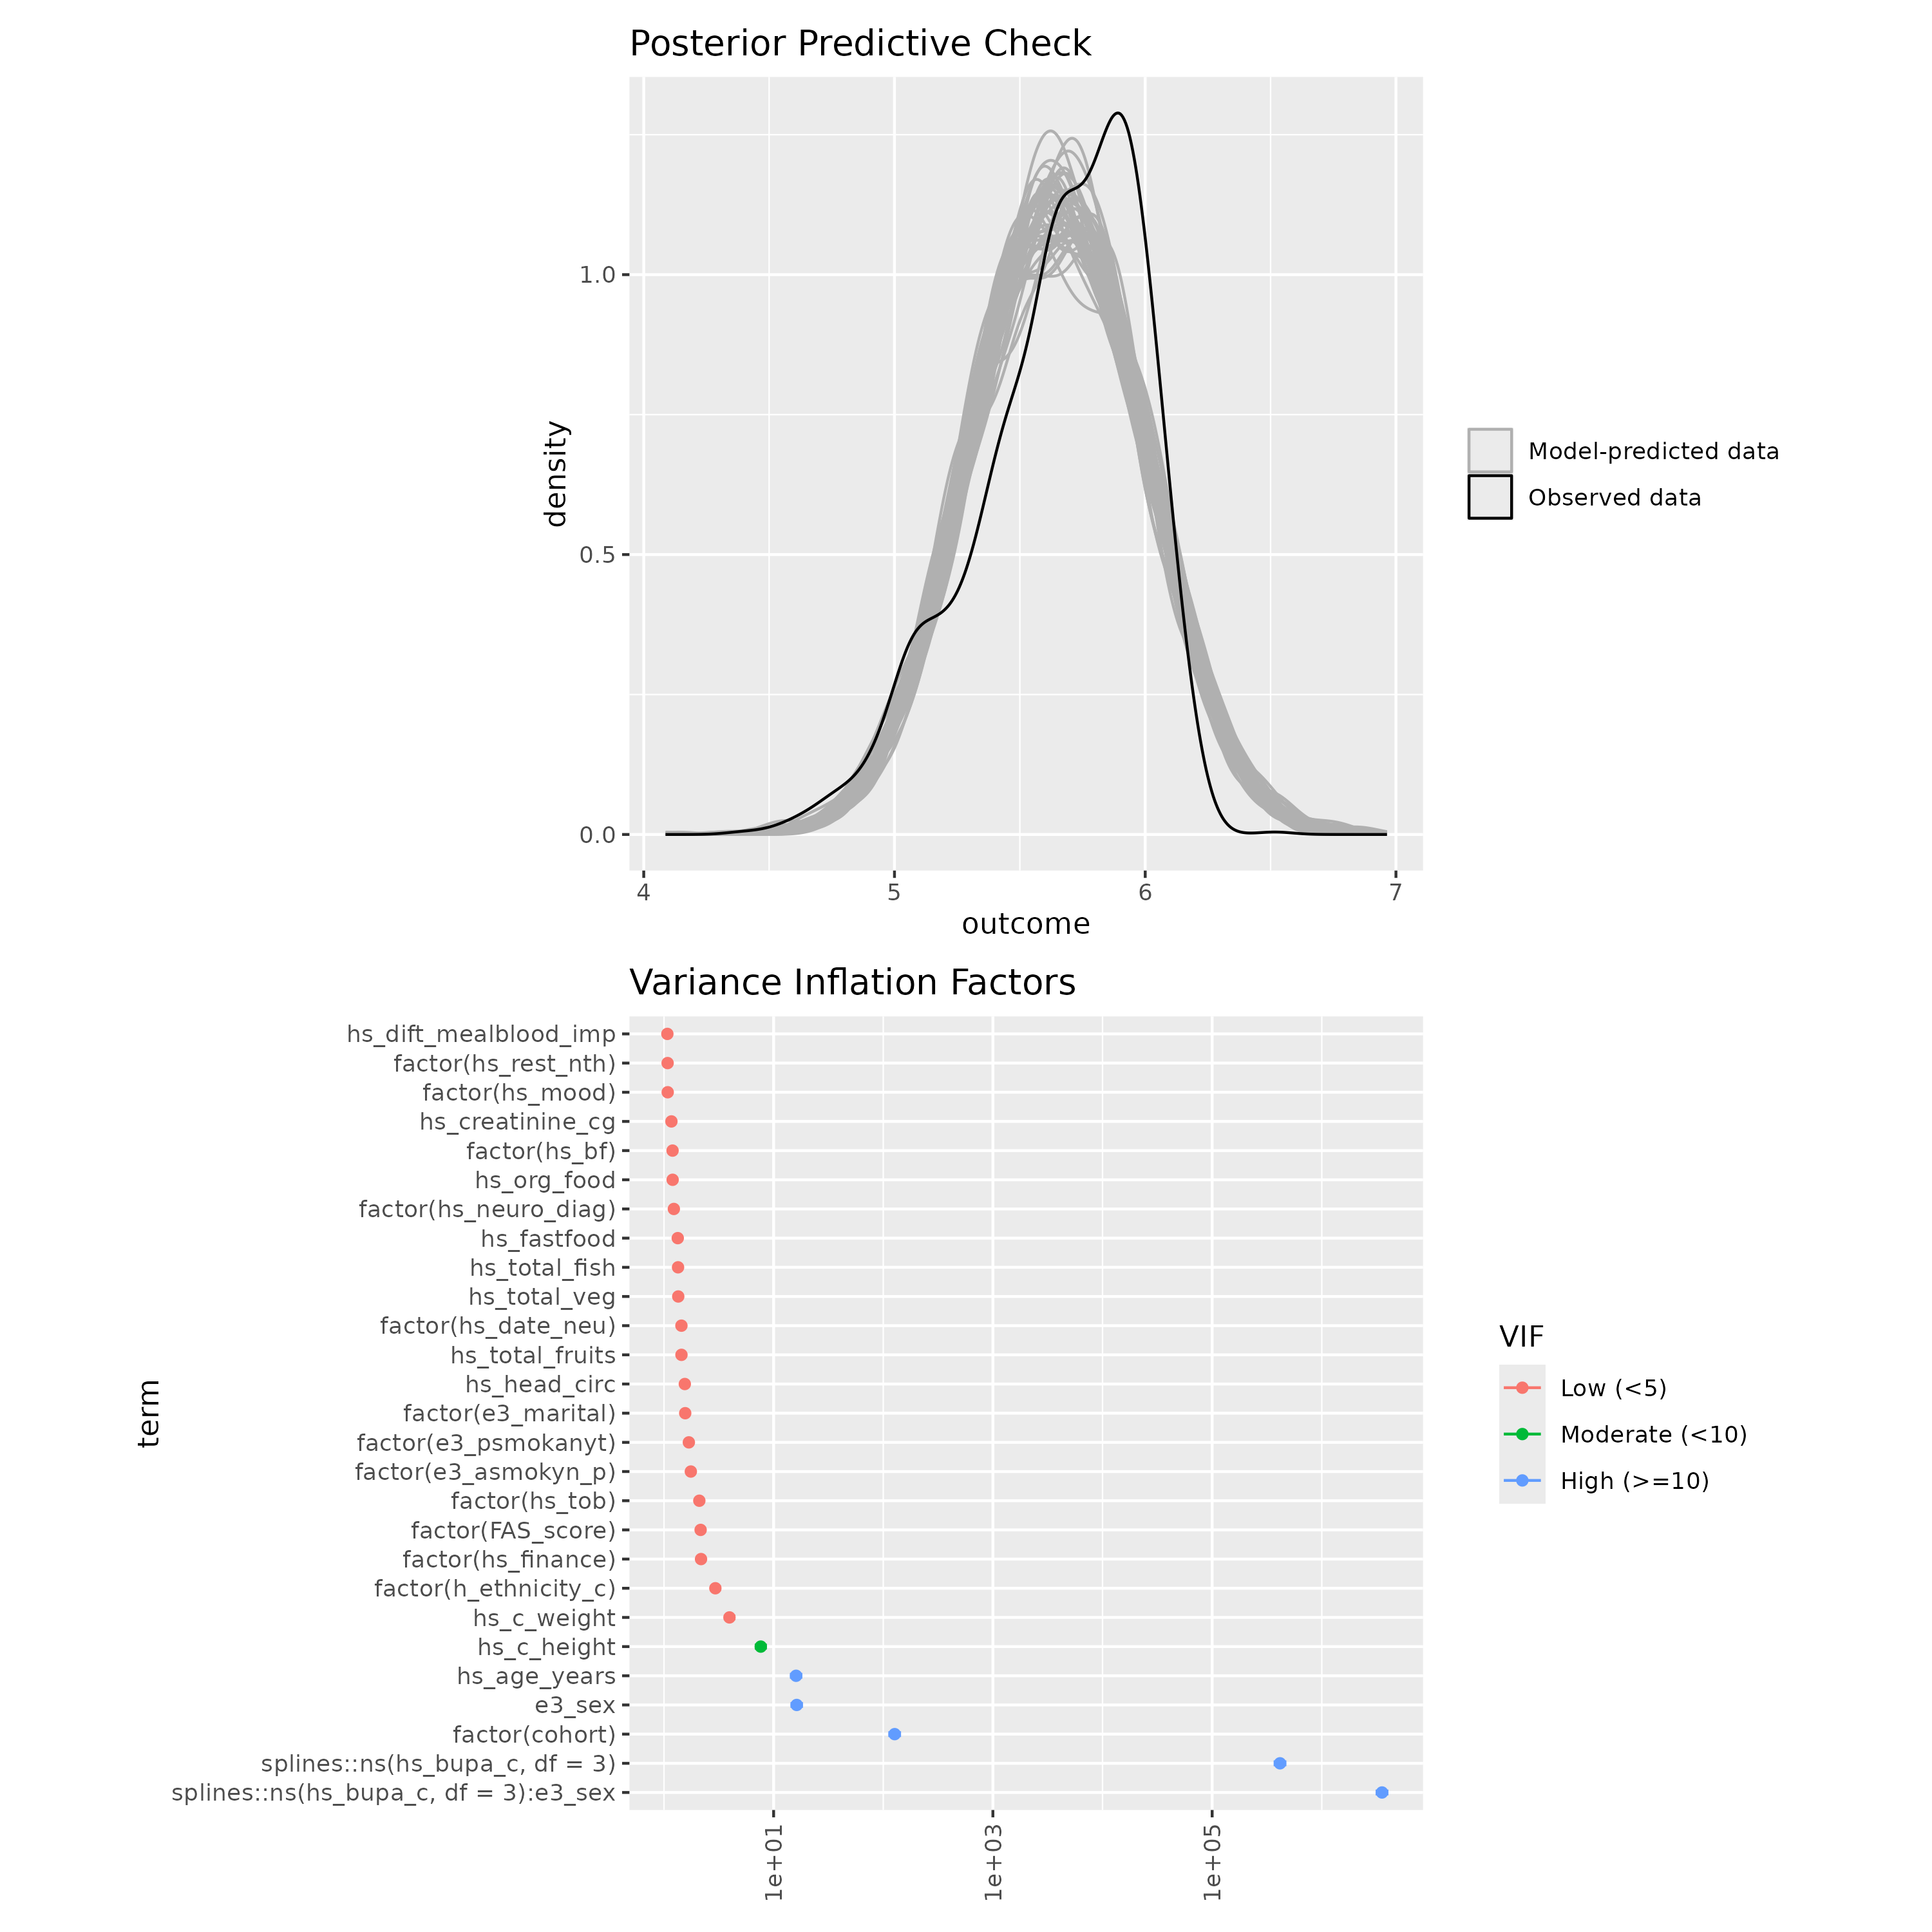 Posterior Predictive Check
density
1.0
0.5
0.0
4 5 6 7
outcome
Model-predicted data
Observed data
Variance Inflation Factors
term
hs_dift_mealblood_imp
factor(hs_rest_nth)
factor(hs_mood)
hs_creatinine_cg
factor(hs_bf)
hs_org_food
factor(hs_neuro_diag)
hs_fastfood
hs_total_fish
hs_total_veg
factor(hs_date_neu)
hs_total_fruits
hs_head_circ
factor(e3_marital)
factor(e3_psmokanyt)
factor(e3_asmokyn_p)
factor(hs_tob)
factor(FAS_score)
factor(hs_finance)
factor(h_ethnicity_c)
hs_c_weight
hs_c_height
hs_age_years
e3_sex
factor(cohort)
splines::ns(hs_bupa_c, df = 3)
splines::ns(hs_bupa_c, df = 3):e3_sex
1e+01 1e+03 1e+05
VIF
Low (<5)
Moderate (<10)
High (>=10)